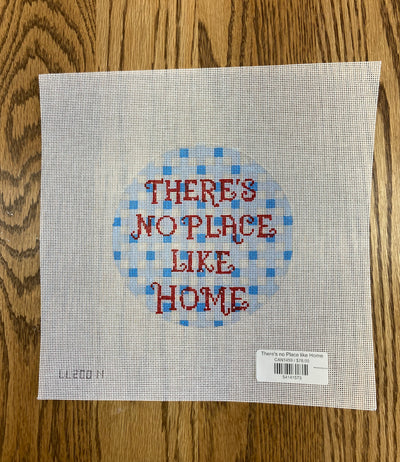 THERE'S
NO PLACE
LIKE
HOME
There's no Place like Home
LL200 M